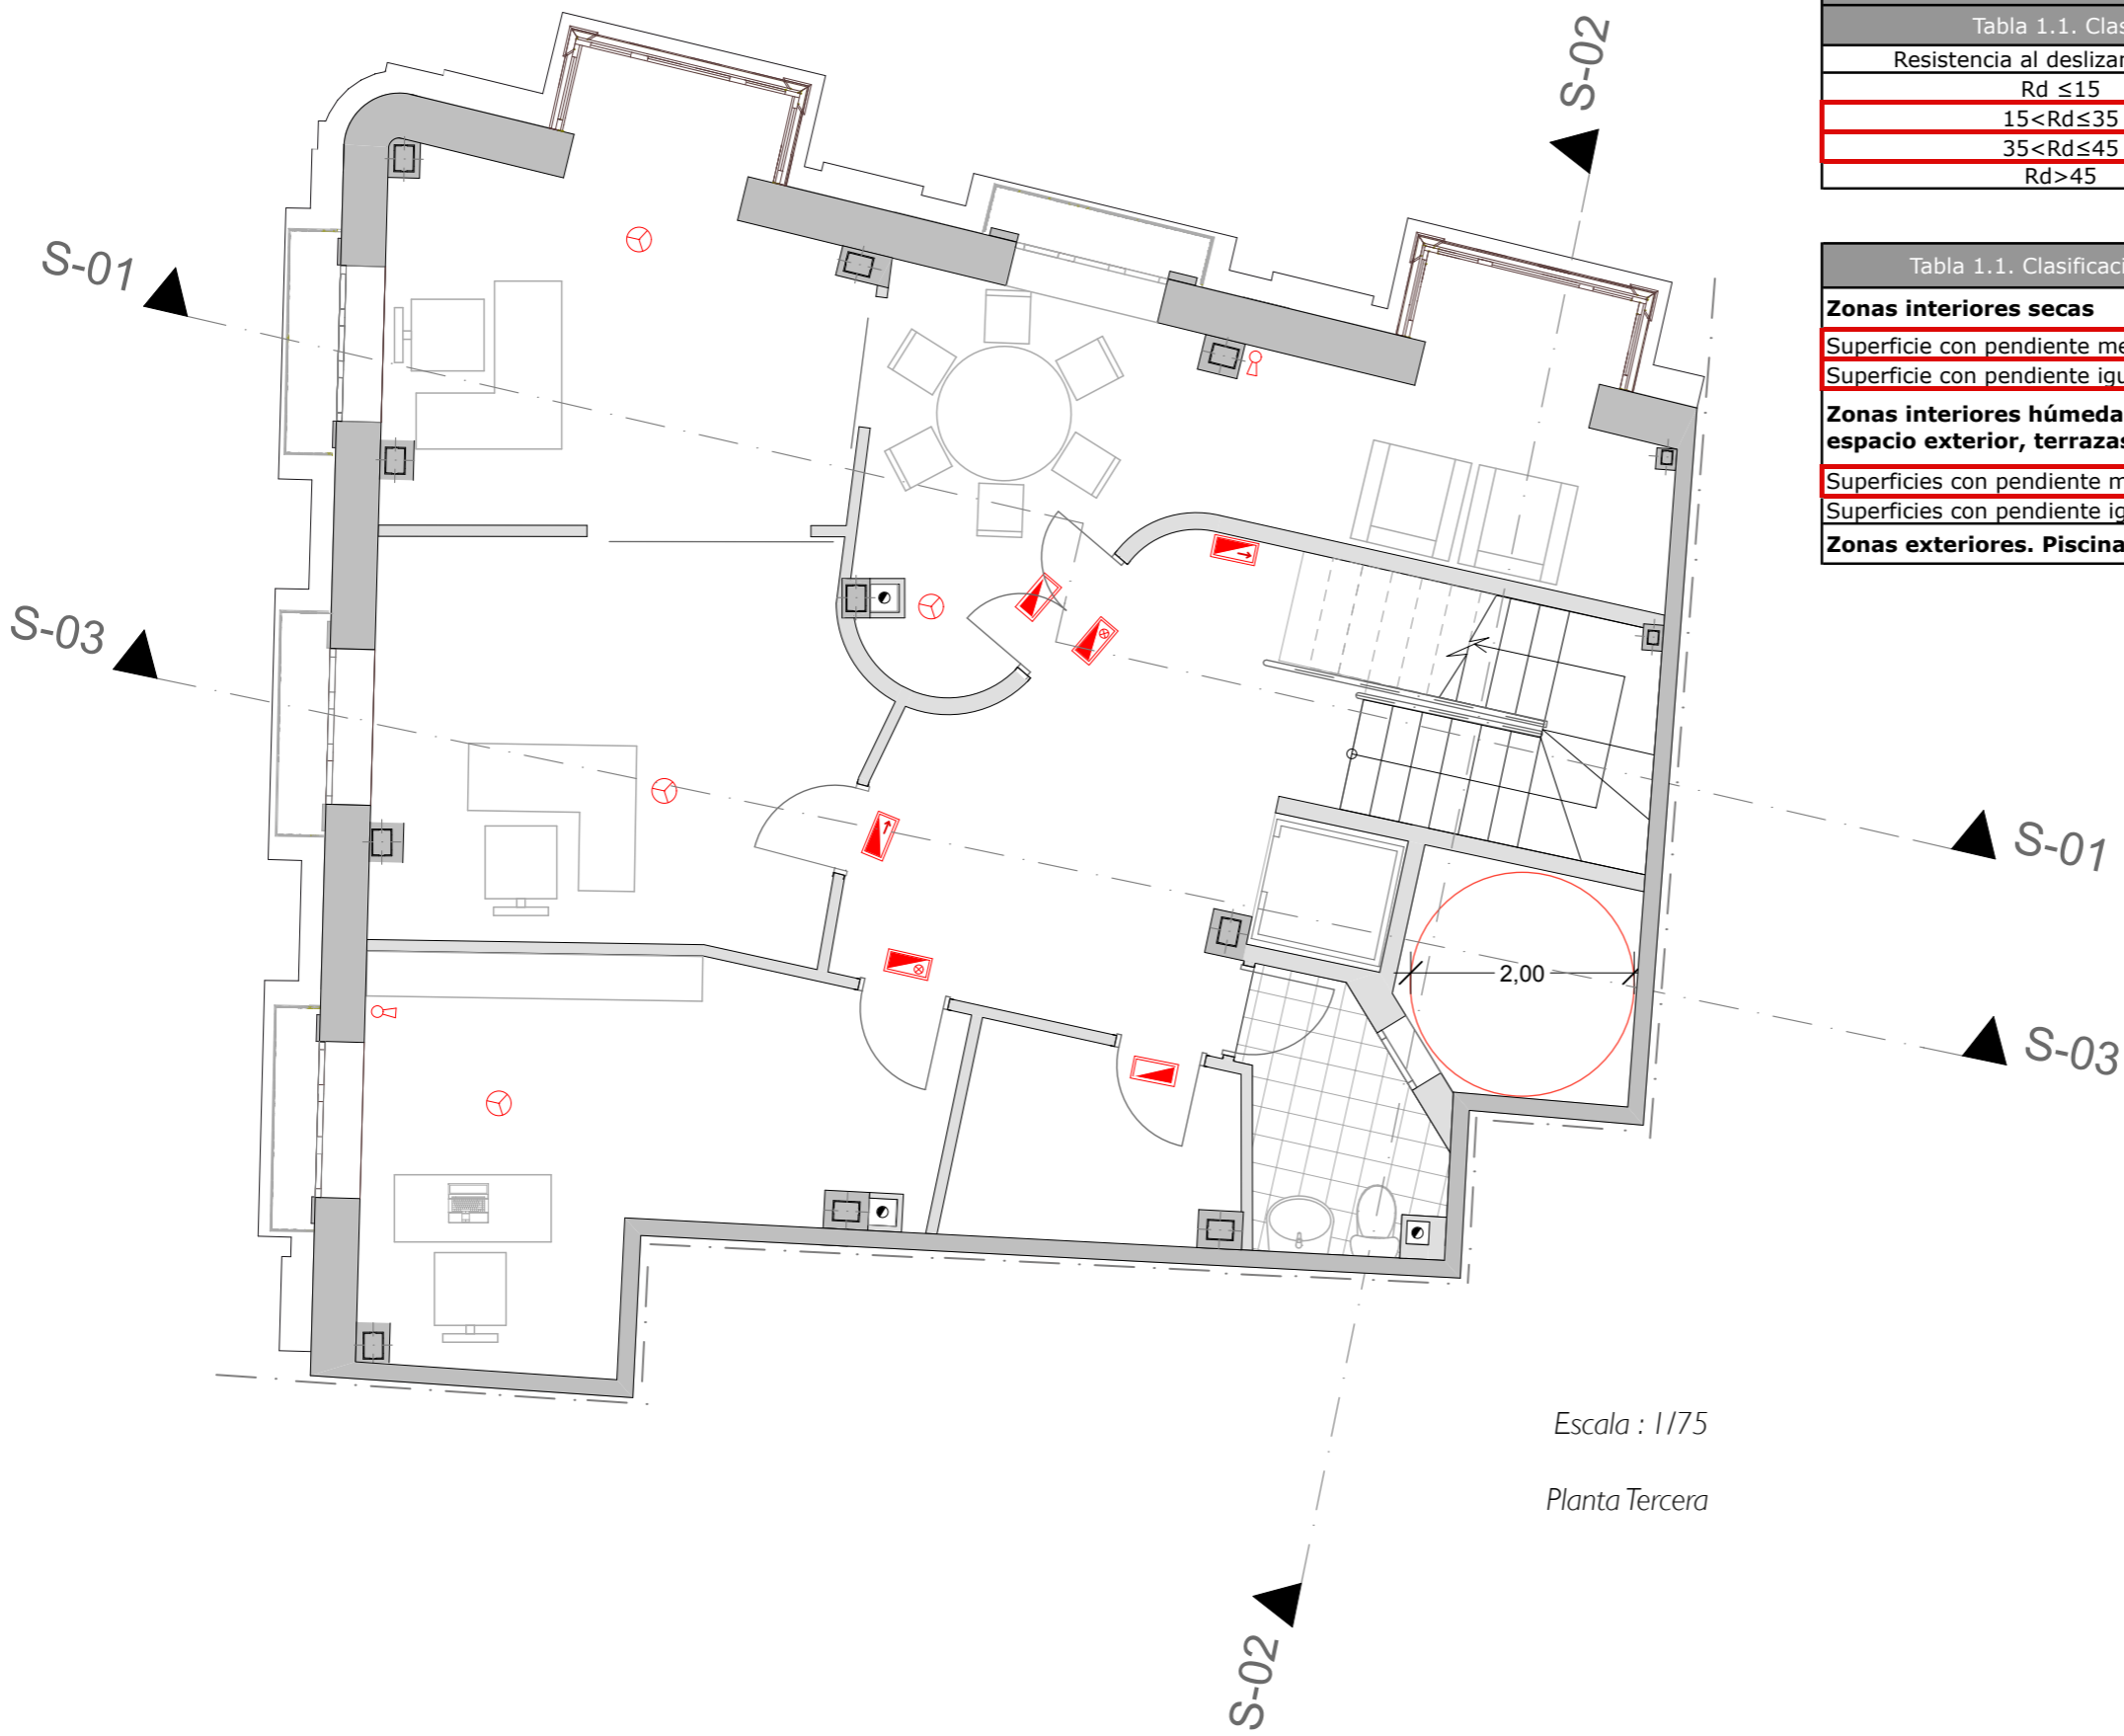 S-02
Tabla 1.1. Clas
Resistencia al desliza
Rd ≤15
15<Rd≤35
35<Rd≤45
Rd>45
S-01
Tabla 1.1. Clasificaci
Zonas interiores secas
Superficie con pendiente me
Superficie con pendiente igu
Zonas interiores húmeda
espacio exterior, terrazas
Superficies con pendiente m
Superficies con pendiente ig
Zonas exteriores. Piscina
S-03
S-01
2,00
S-03
Escala : 1/75
Planta Tercera
S-02